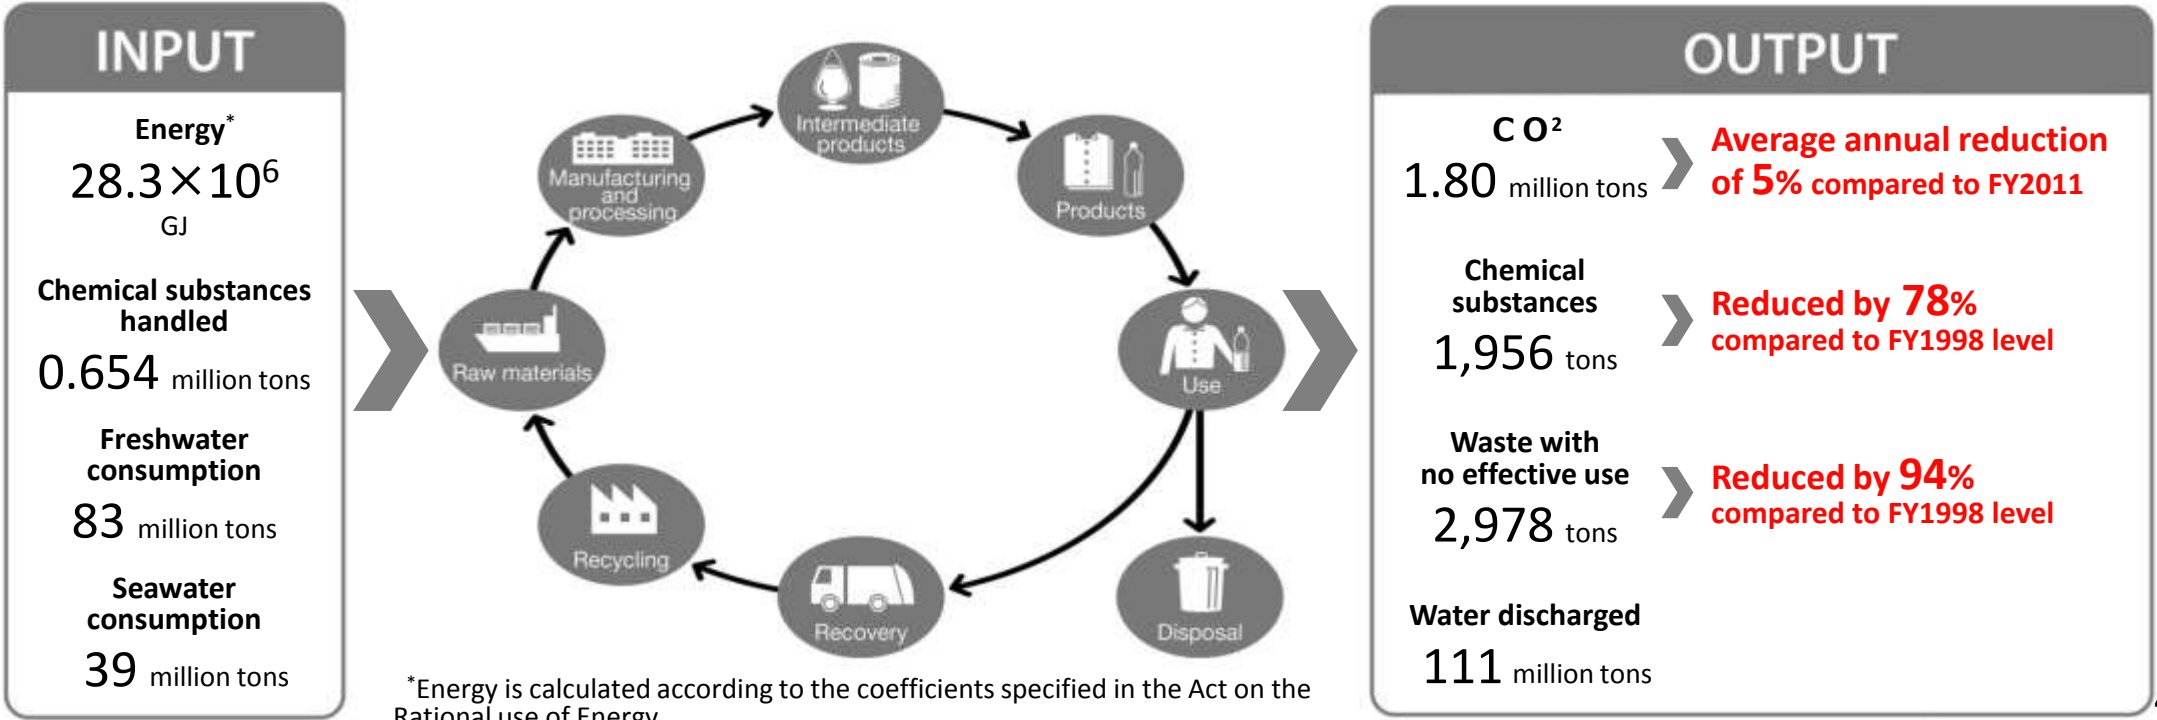 INPUT
Energy*
28.3×10⁶
GJ
Chemical substances
handled
0.654 million tons
Freshwater
consumption
83 million tons
Seawater
consumption
39 million tons
Intermediate
products
Manufacturing
and
processing
Products
Raw materials
Use
Recycling
Recovery
Disposal
*Energy is calculated according to the coefficients specified in the Act on the
Rational use of Energy
OUTPUT
C O²
1.80 million tons
Average annual reduction
of 5% compared to FY2011
Chemical
substances
1,956 tons
Reduced by 78%
compared to FY1998 level
Waste with
no effective use
2,978 tons
Reduced by 94%
compared to FY1998 level
Water discharged
111 million tons